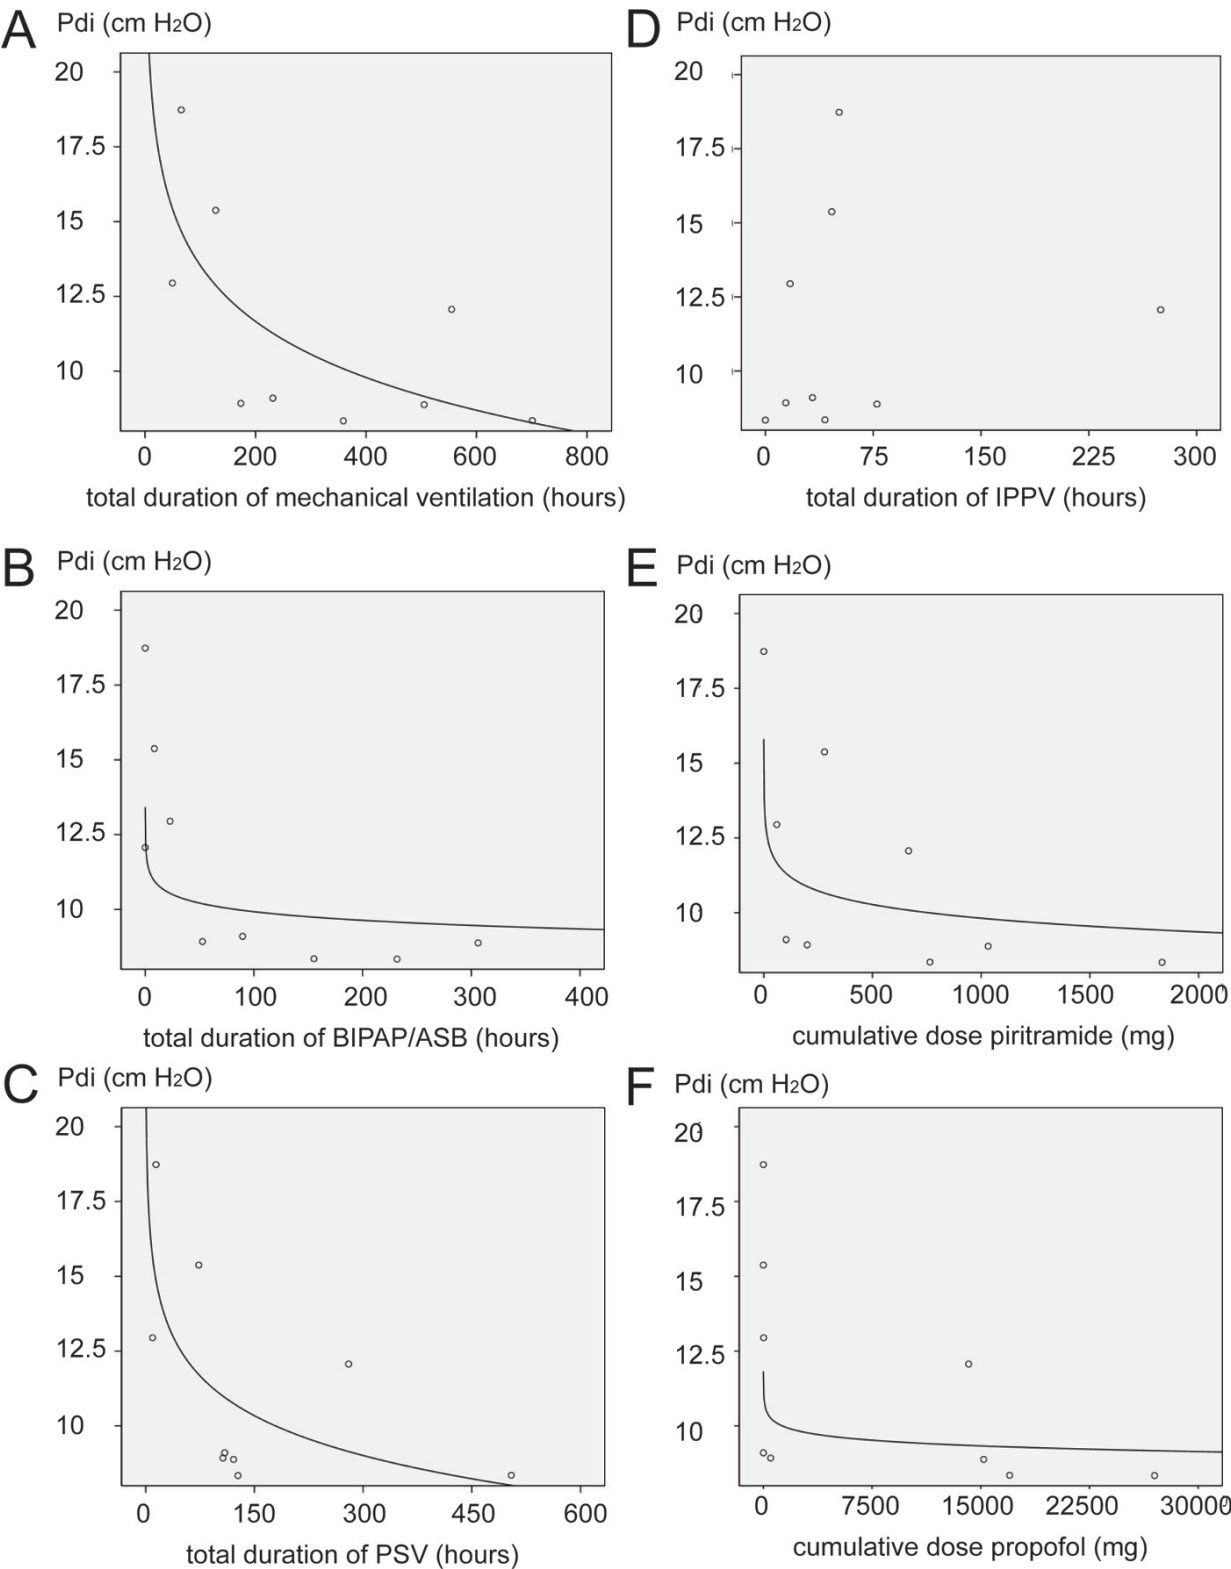 A Pdi (cm H2O)
20
17.5
15
12.5
10
0 200 400 600 800
total duration of mechanical ventilation (hours)
D Pdi (cm H2O)
20
17.5
15
12.5
10
0 75 150 225 300
total duration of IPPV (hours)
B Pdi (cm H2O)
20
17.5
15
12.5
10
0 100 200 300 400
total duration of BIPAP/ASB (hours)
E Pdi (cm H2O)
20
17.5
15
12.5
10
0 500 1000 1500 2000
cumulative dose piritramide (mg)
C Pdi (cm H2O)
20
17.5
15
12.5
10
0 150 300 450 600
total duration of PSV (hours)
F Pdi (cm H2O)
20
17.5
15
12.5
10
0 7500 15000 22500 30000
cumulative dose propofol (mg)